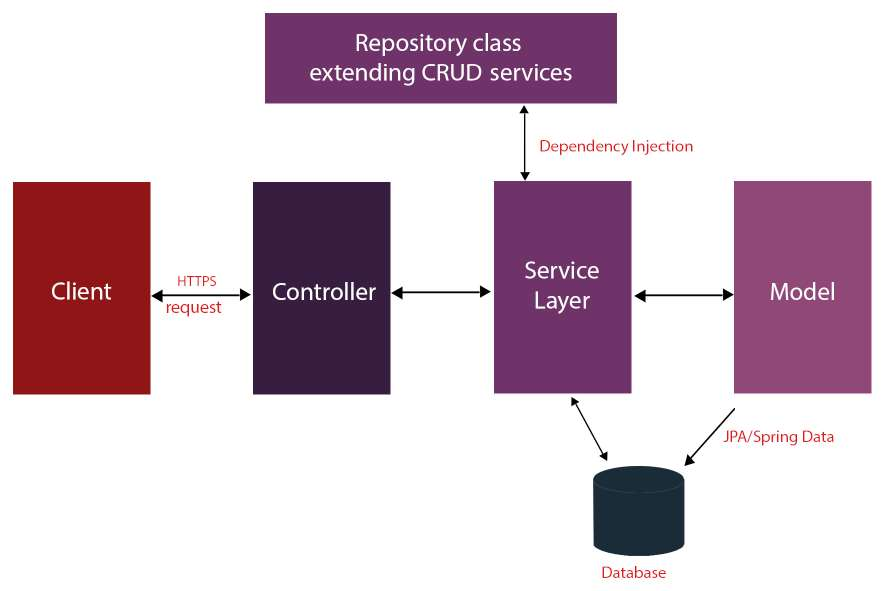 Repository class
extending CRUD services
Dependency Injection
Client
HTTPS
request
Controller
Service
Layer
Model
JPA/Spring Data
Database